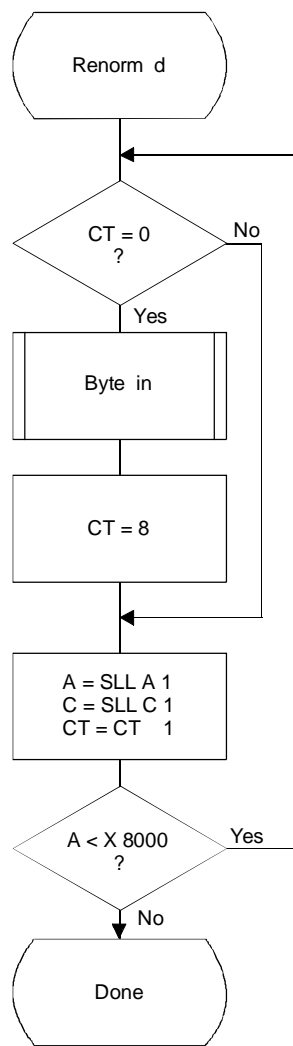 Renorm d
CT = 0
?
No
Yes
Byte in
CT = 8
A = SLL A 1
C = SLL C 1
CT = CT 1
A < X 8000
?
Yes
No
Done